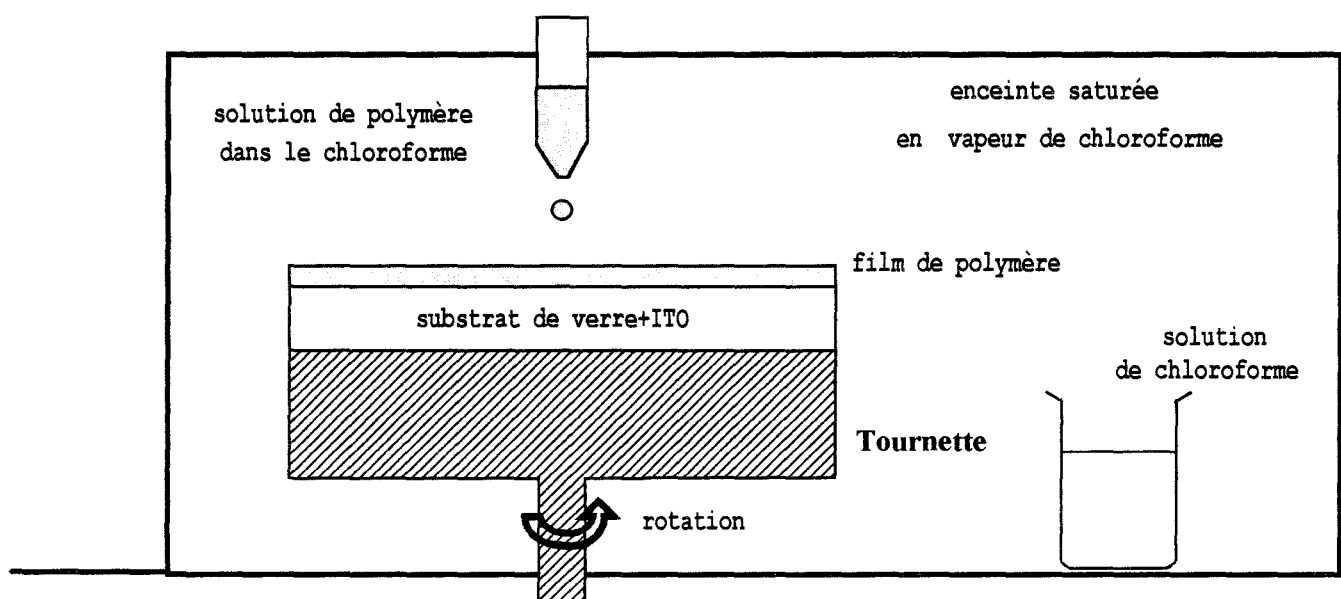 solution de polymère
dans le chloroforme
enceinte saturée
en vapeur de chloroforme
film de polymère
substrat de verre+ITO
solution
de chloroforme
Tournette
rotation